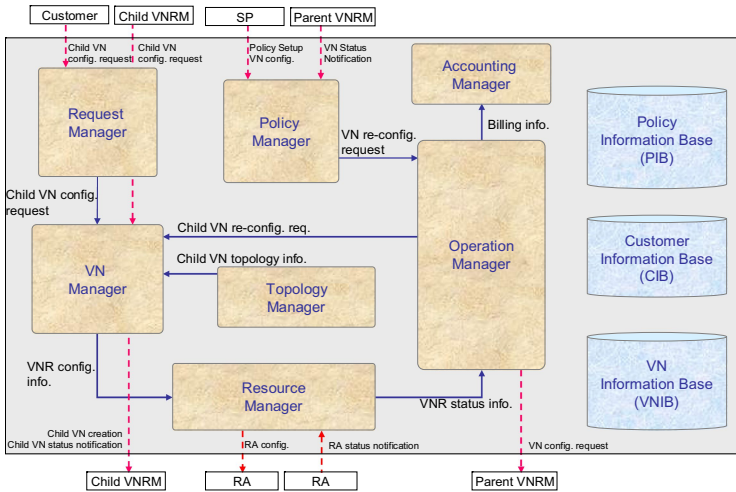 Customer
Child VNRM
SP
Parent VNRM
Child VN
config. request
Child VN
config. request
Policy Setup
VN config.
VN Status
Notification
Accounting
Manager
Request
Manager
Policy
Manager
Billing info.
VN re-config.
request
Policy
Information Base
(PIB)
Child VN config.
request
Child VN re-config. req.
Child VN topology info.
VN
Manager
Topology
Manager
Operation
Manager
Customer
Information Base
(CIB)
VNR config.
info.
Resource
Manager
VNR status info.
VN
Information Base
(VNIB)
Child VN creation
Child VN status notification
RA config.
RA status notification
VN config. request
Child VNRM
RA
RA
Parent VNRM